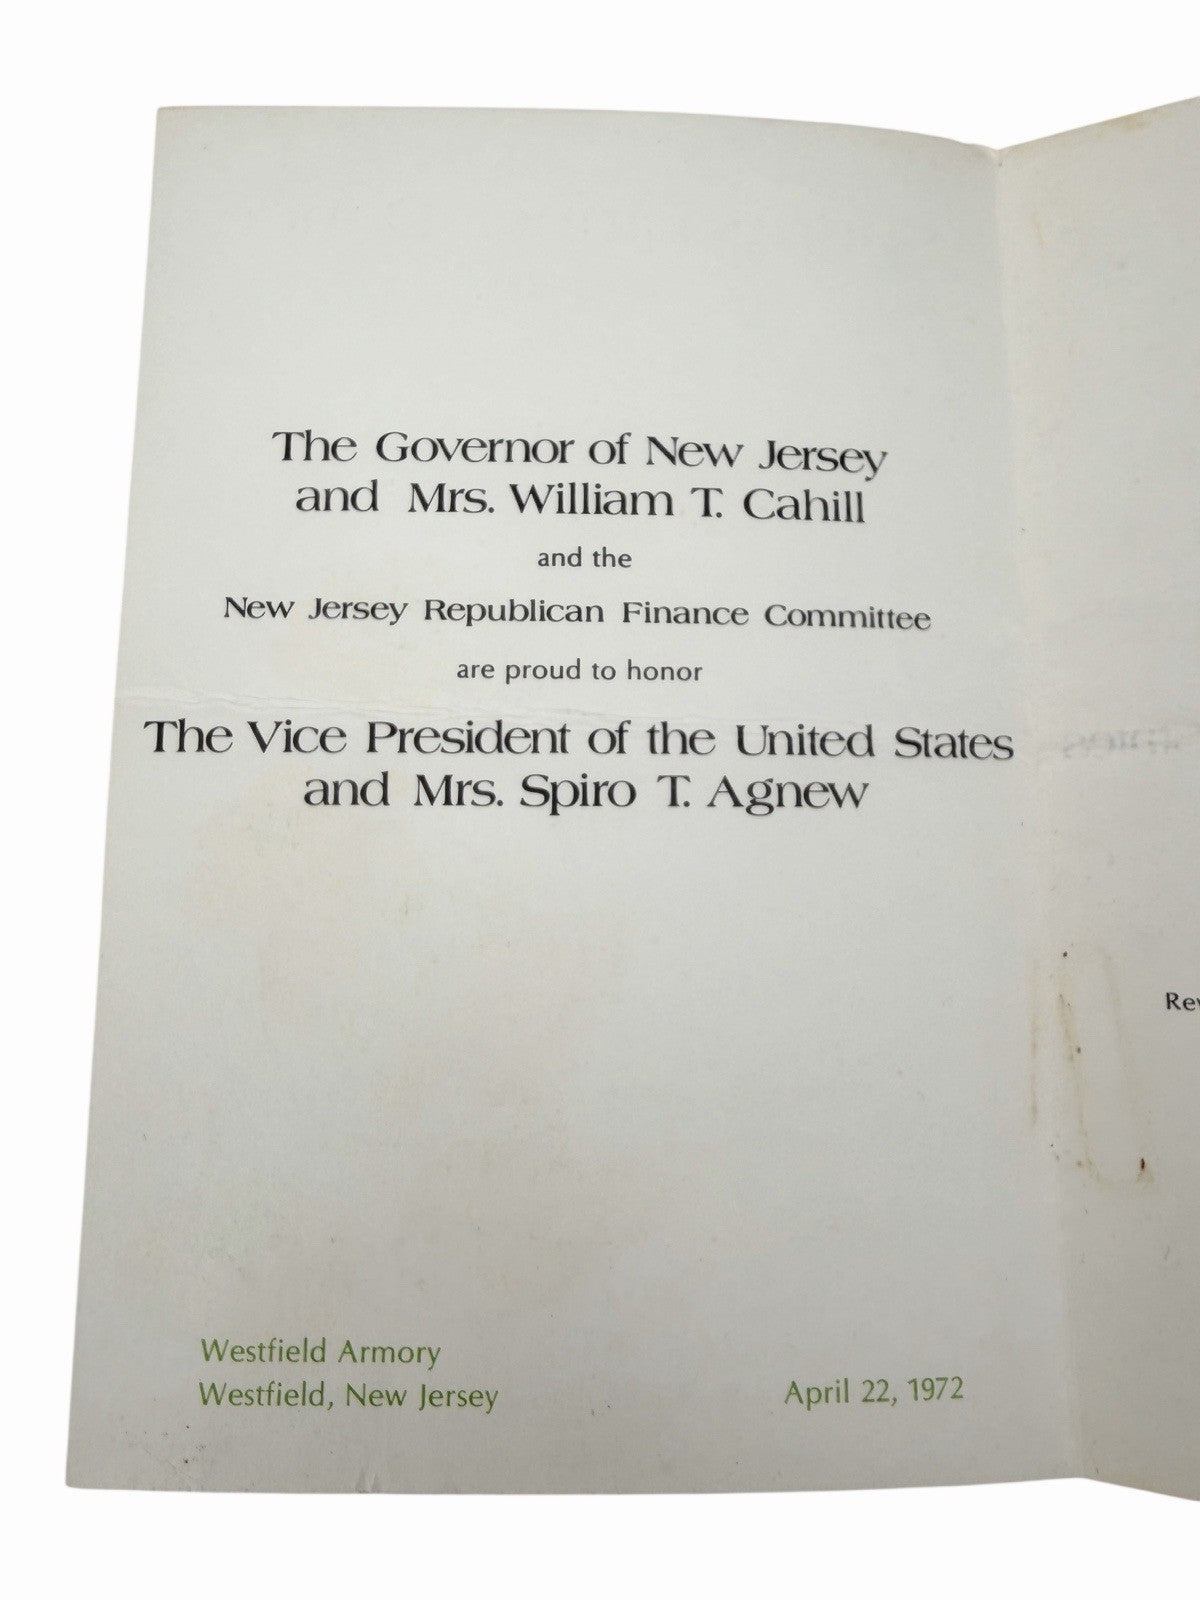 The Governor of New Jersey
and Mrs. William T. Cahill
and the
New Jersey Republican Finance Committee
are proud to honor
The Vice President of the United States
and Mrs. Spiro T. Agnew
Westfield Armory
Westfield, New Jersey
April 22, 1972